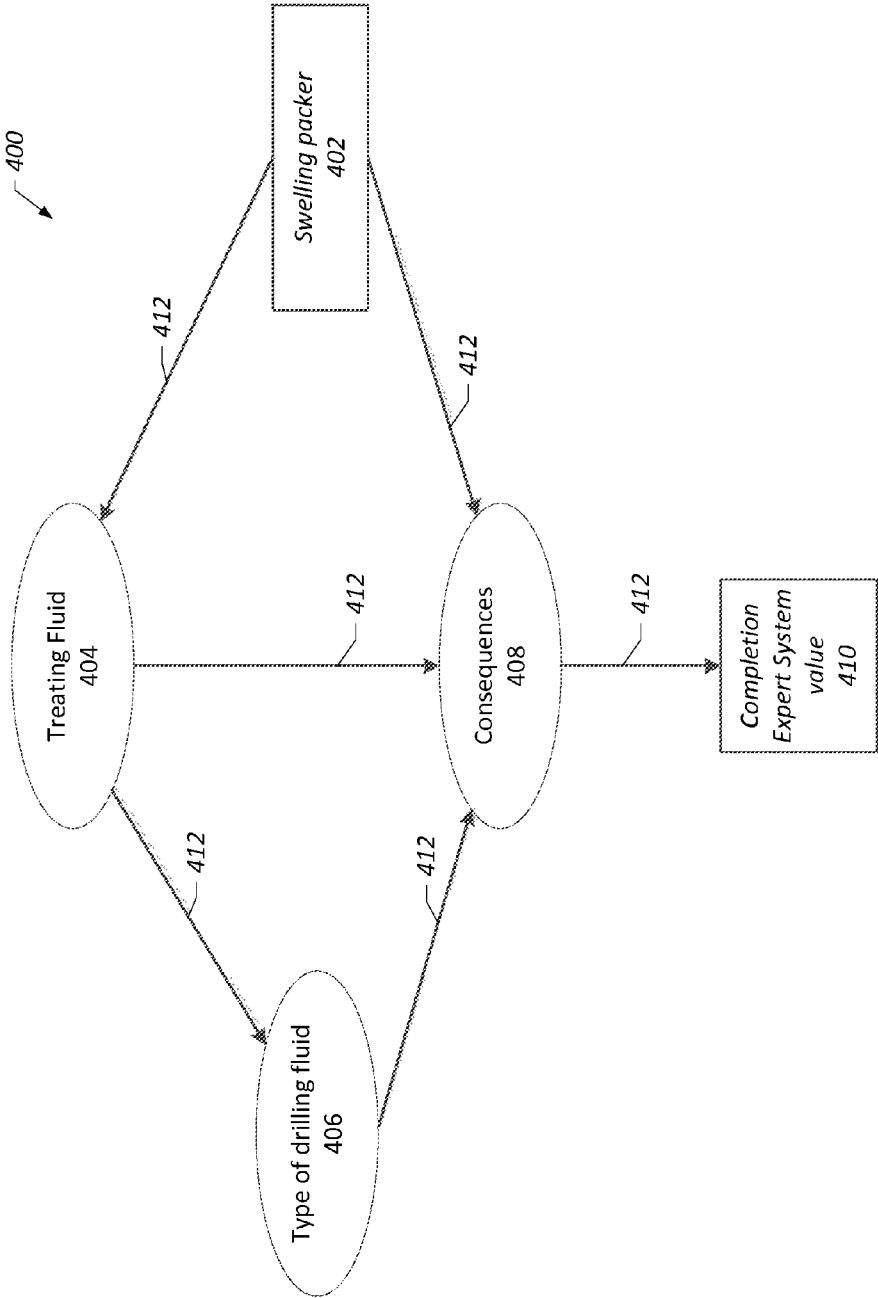 400
Swelling packer
402
412
412
Treating Fluid
404
412
Consequences
408
412
Completion
Expert System
value
410
412
412
Type of drilling fluid
406